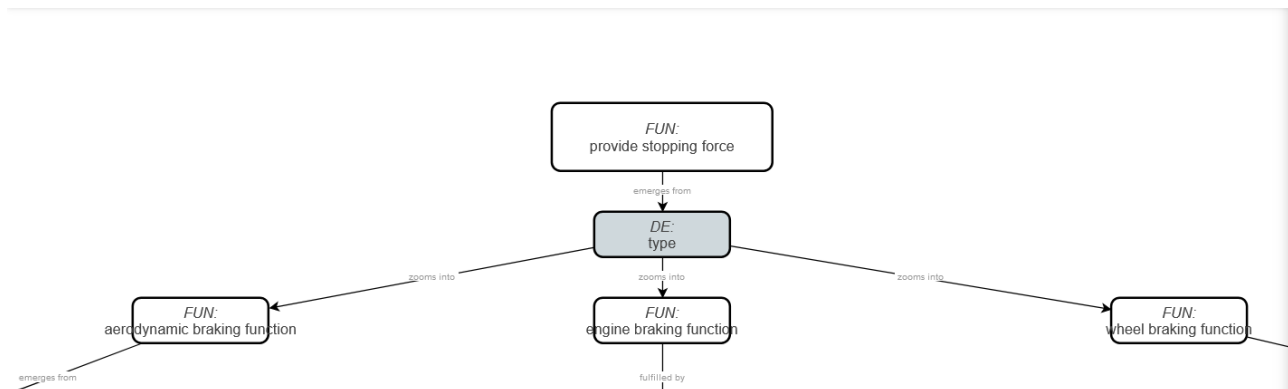 FUN:
provide stopping force
emerges from
DE:
type
zooms into
zooms into
zooms into
FUN:
aerodynamic braking function
FUN:
engine braking function
FUN:
wheel braking function
emerges from
fulfilled by